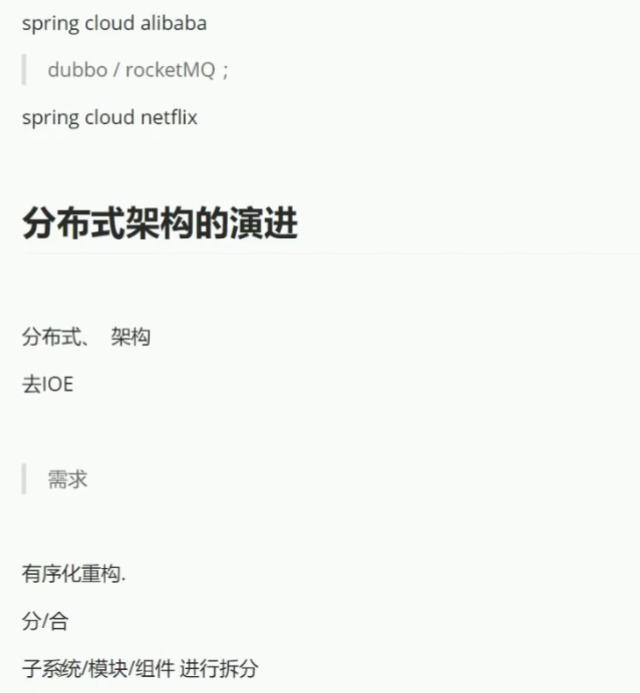 spring cloud alibaba
dubbo / rocketMQ；
spring cloud netflix
分布式架构的演进
分布式、 架构
去IOE
需求
有序化重构.
分/合
子系统/模块/组件 进行拆分